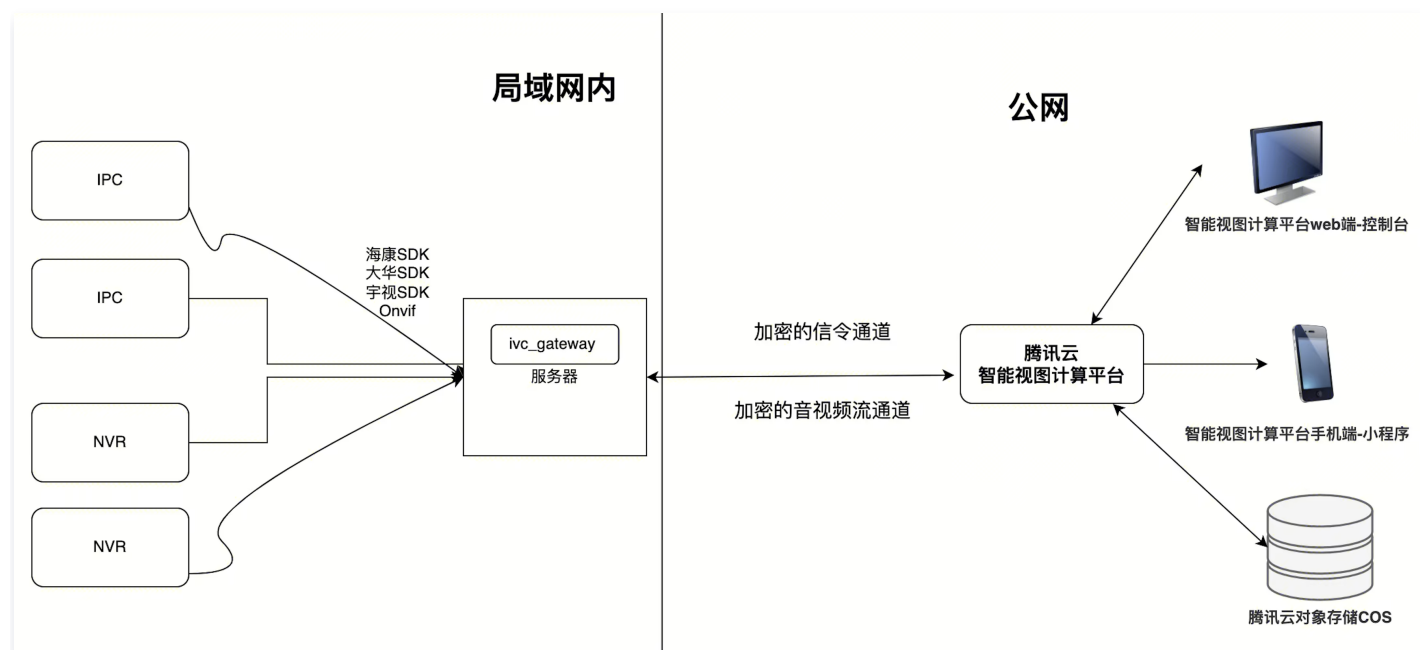 局域网内
公网
IPC
IPC
NVR
NVR
海康SDK
大华SDK
宇视SDK
Onvif
ivc_gateway
服务器
加密的信令通道
加密的音视频流通道
腾讯云
智能视图计算平台
智能视图计算平台web端-控制台
智能视图计算平台手机端-小程序
腾讯云对象存储COS